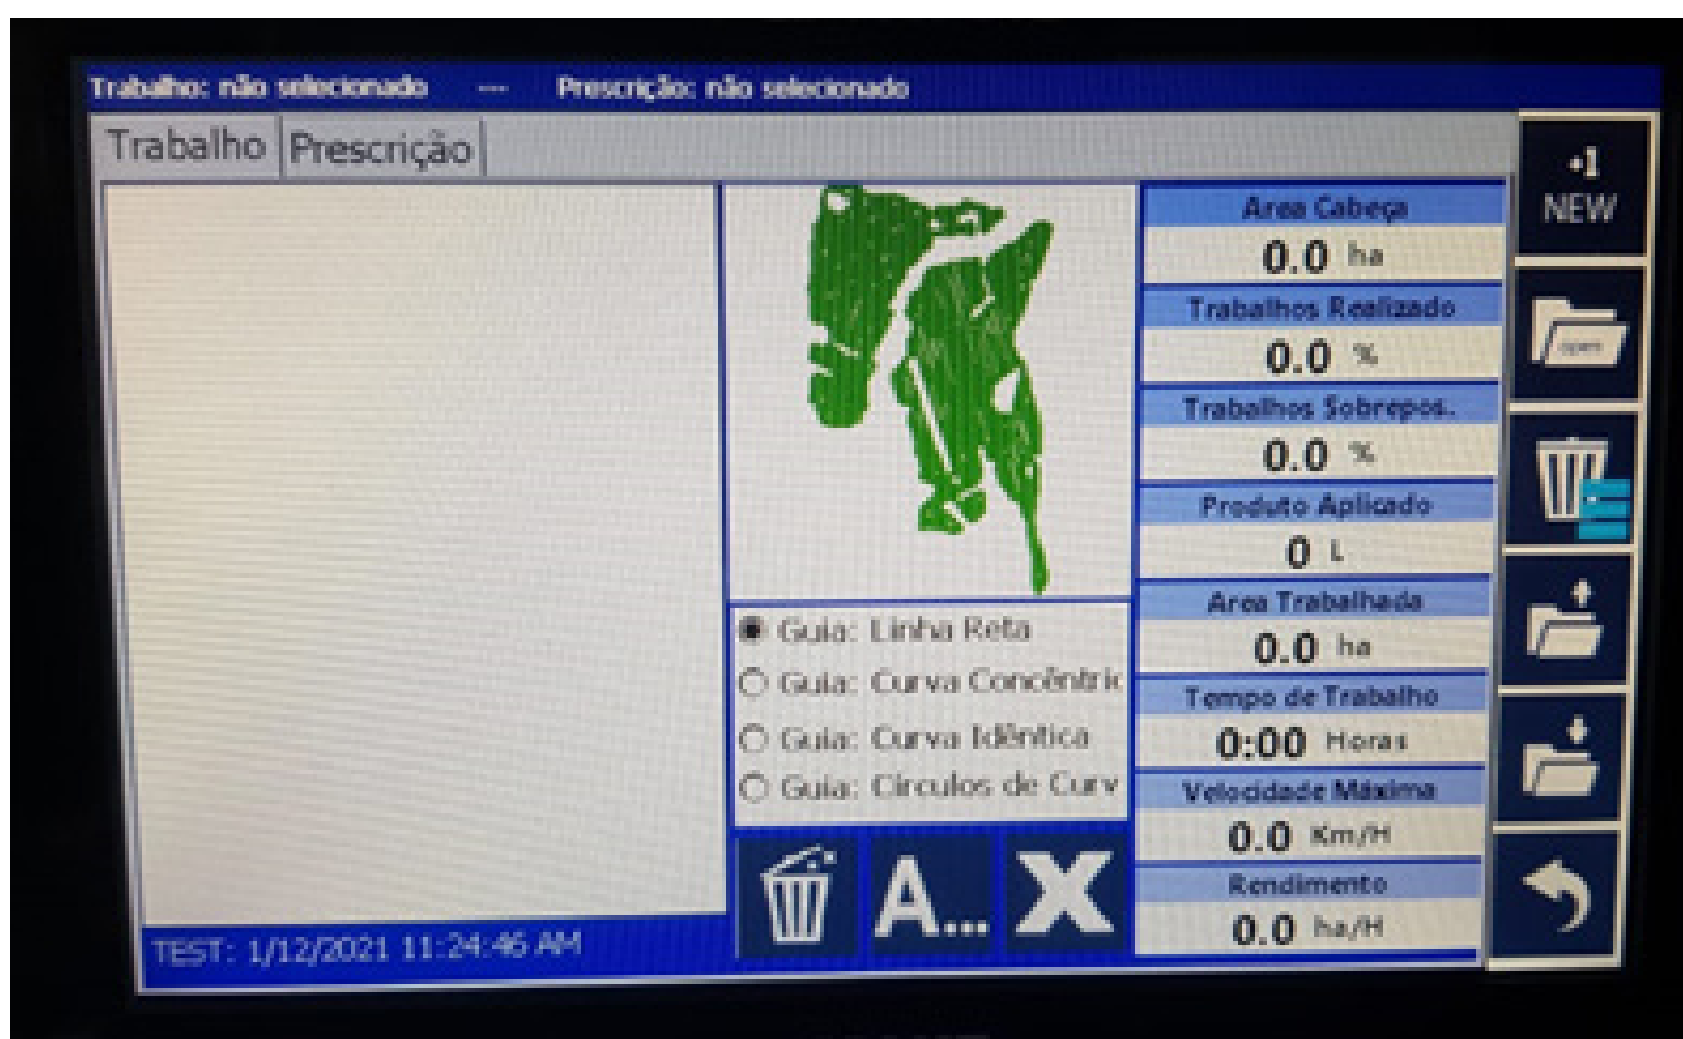 Trabalho: não selecionado --- Prescrição: não selecionado
Trabalho
Prescrição
Area Cabeça
0.0 ha
Trabalhos Realizado
0.0 %
Trabalhos Sobrepos..
0.0 %
Produto Aplicado
0 L
Area Trabalhada
0.0 ha
Tempo de Trabalho
0:00 Horas
Velocidade Máxima
0.0 Km/H
Rendimento
0.0 ha/H
Guia: Linha Reta
Guia: Curva Concêntric
Guia: Curva Idêntica
Guia: Círculos de Curv
A...
X
TEST: 1/12/2021 11:24:46 AM
+1
NEW
open